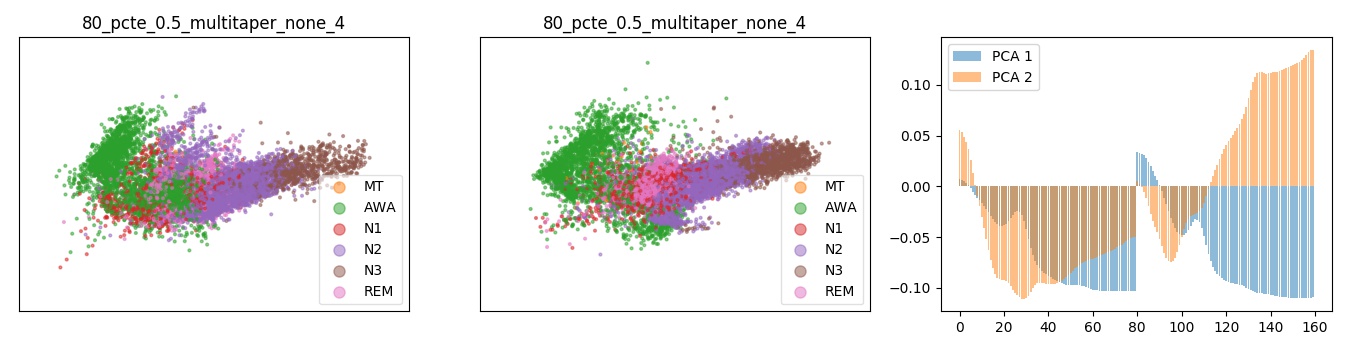 80_pcte_0.5_multitaper_none_4
MT
AWA
N1
N2
N3
REM
80_pcte_0.5_multitaper_none_4
MT
AWA
N1
N2
N3
REM
PCA 1
PCA 2
0.10
0.05
0.00
−0.05
−0.10
0 20 40 60 80 100 120 140 160